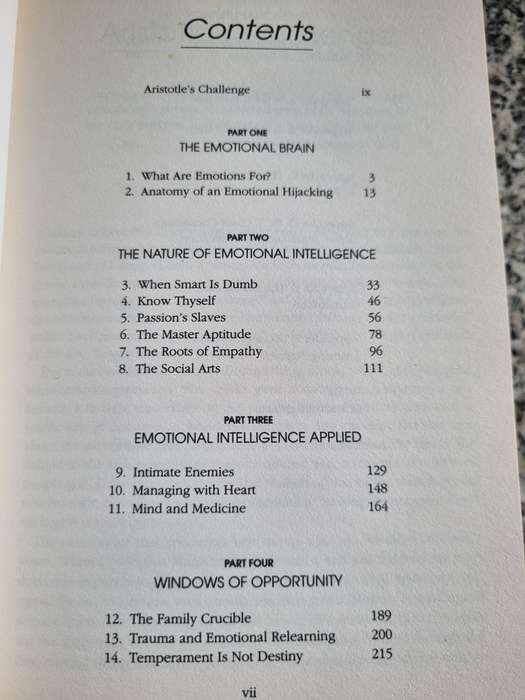 Contents
Aristotle's Challenge ix
PART ONE
THE EMOTIONAL BRAIN
1. What Are Emotions For? 3
2. Anatomy of an Emotional Hijacking 13
PART TWO
THE NATURE OF EMOTIONAL INTELLIGENCE
3. When Smart Is Dumb 33
4. Know Thyself 46
5. Passion's Slaves 56
6. The Master Aptitude 78
7. The Roots of Empathy 96
8. The Social Arts 111
PART THREE
EMOTIONAL INTELLIGENCE APPLIED
9. Intimate Enemies 129
10. Managing with Heart 148
11. Mind and Medicine 164
PART FOUR
WINDOWS OF OPPORTUNITY
12. The Family Crucible 189
13. Trauma and Emotional Relearning 200
14. Temperament Is Not Destiny 215
vii